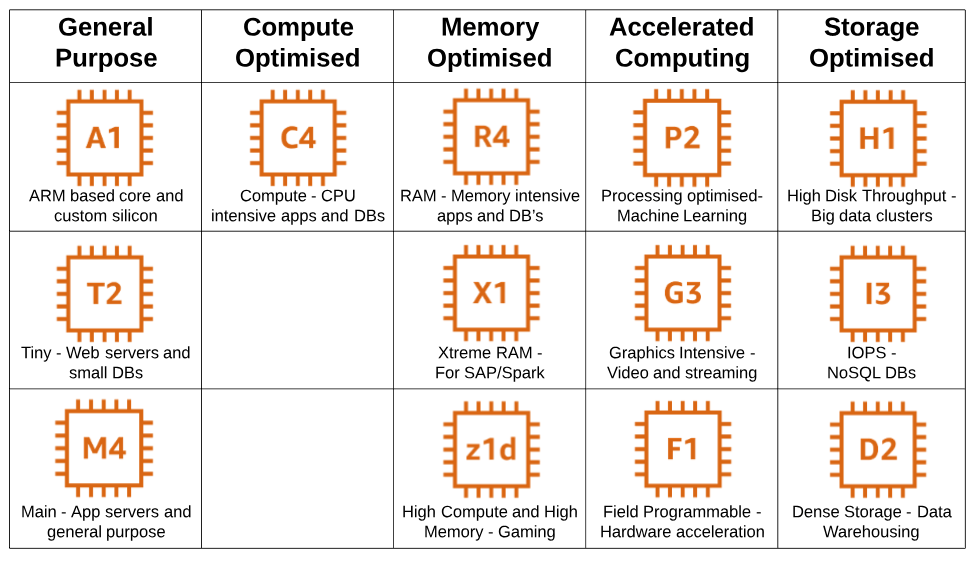 General
Purpose
Compute
Optimised
Memory
Optimised
Accelerated
Computing
Storage
Optimised
A1
ARM based core and
custom silicon
C4
Compute - CPU
intensive apps and DBs
R4
RAM - Memory intensive
apps and DB's
P2
Processing optimised-
Machine Learning
H1
High Disk Throughput -
Big data clusters
T2
Tiny - Web servers and
small DBs
X1
Xtreme RAM -
For SAP/Spark
G3
Graphics Intensive -
Video and streaming
I3
IOPS -
NoSQL DBs
M4
Main - App servers and
general purpose
z1d
High Compute and High
Memory - Gaming
F1
Field Programmable -
Hardware acceleration
D2
Dense Storage - Data
Warehousing